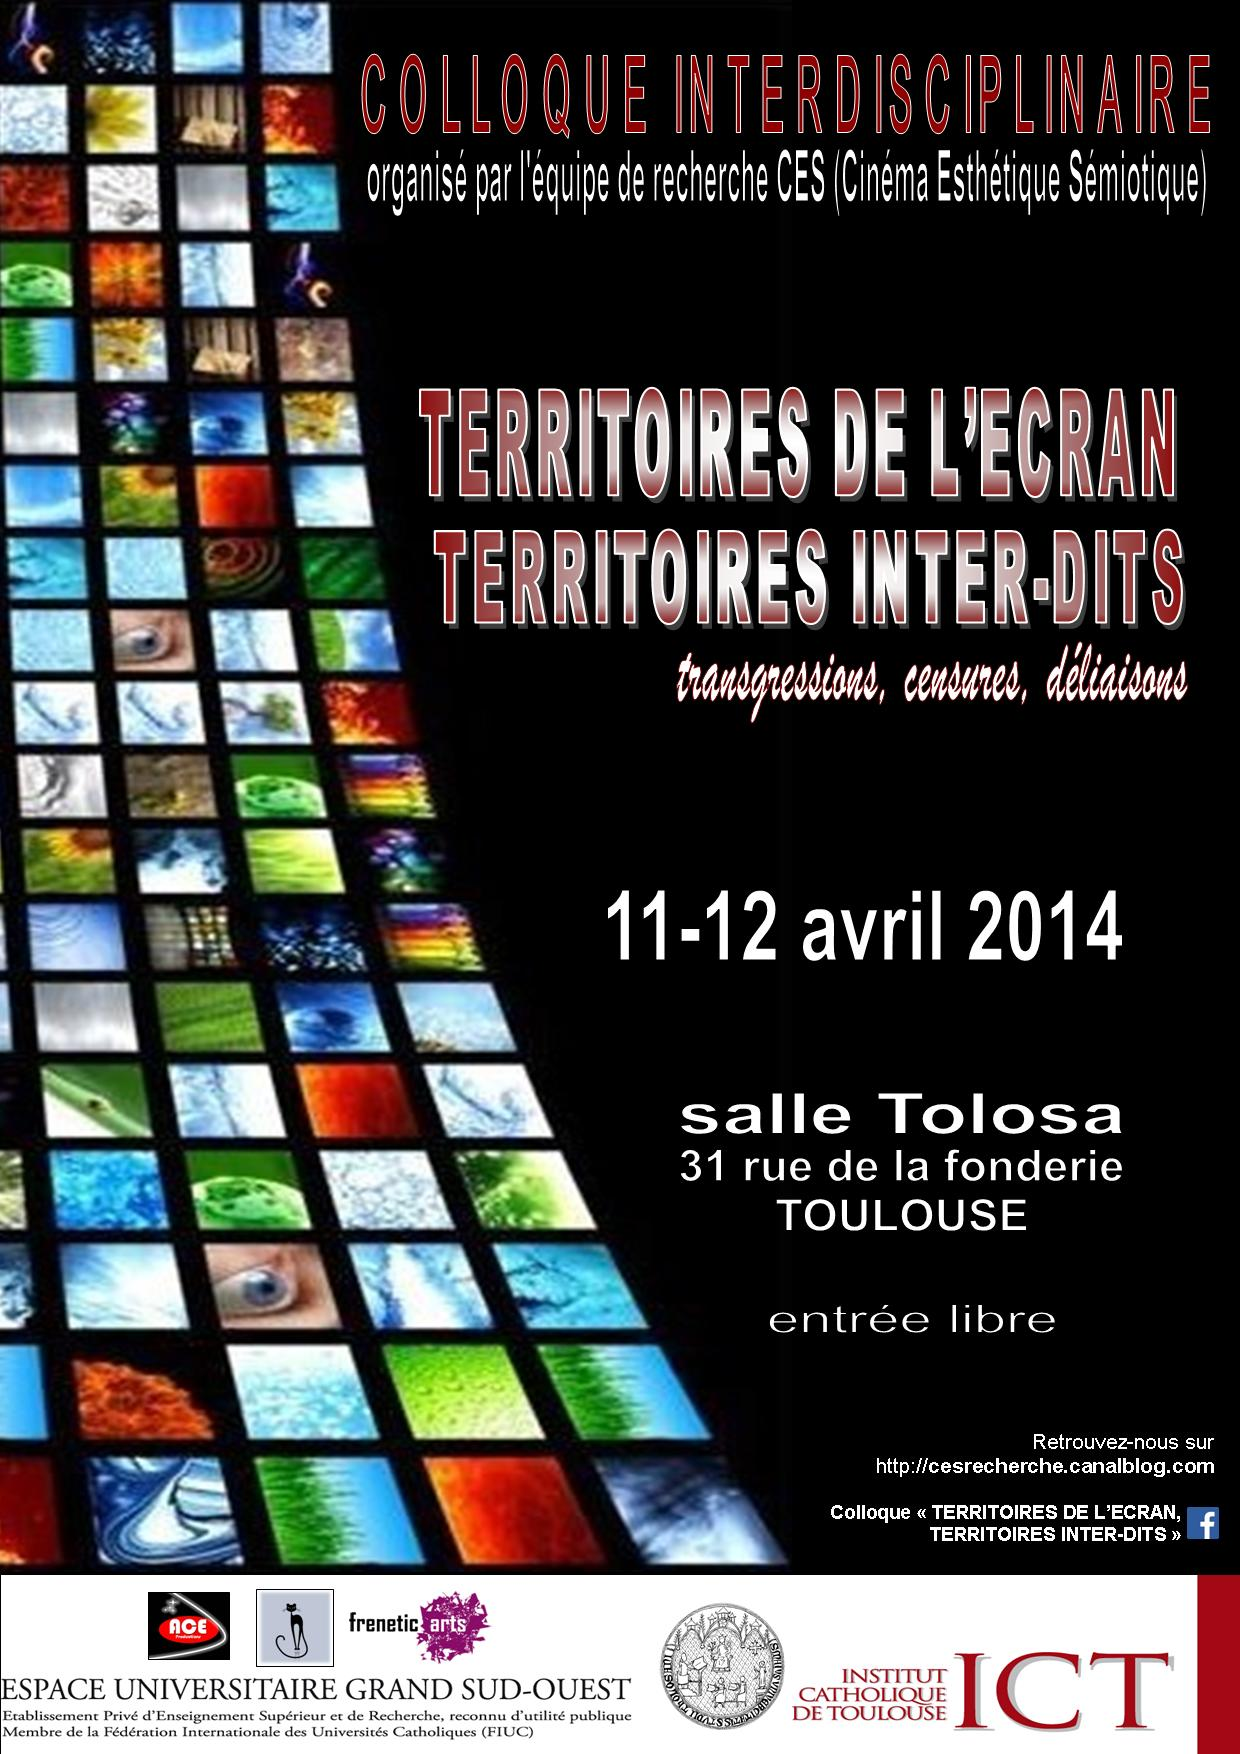 COLLOQUE INTERDISCIPLINAIRE
organisé par l'équipe de recherche CES (Cinéma Esthétique Sémiotique)
TERRITOIRES DE L'ECRAN
TERRITOIRES INTER-DITS
transgressions, censures, déliaisons
11-12 avril 2014
salle Tolosa
31 rue de la fonderie
TOULOUSE
entrée libre
Retrouvez-nous sur
http://cesrecherche.canalblog.com
Colloque « TERRITOIRES DE L'ECRAN,
TERRITOIRES INTER-DITS »
f
ACE
Productions
frenetic arts
ESPACE UNIVERSITAIRE GRAND SUD-OUEST
Etablissement Privé d'Enseignement Supérieur et de Recherche, reconnu d'utilité publique
Membre de la Fédération Internationale des Universités Catholiques (FIUC)
INSTITUT
CATHOLIQUE
DE TOULOUSE
ICT